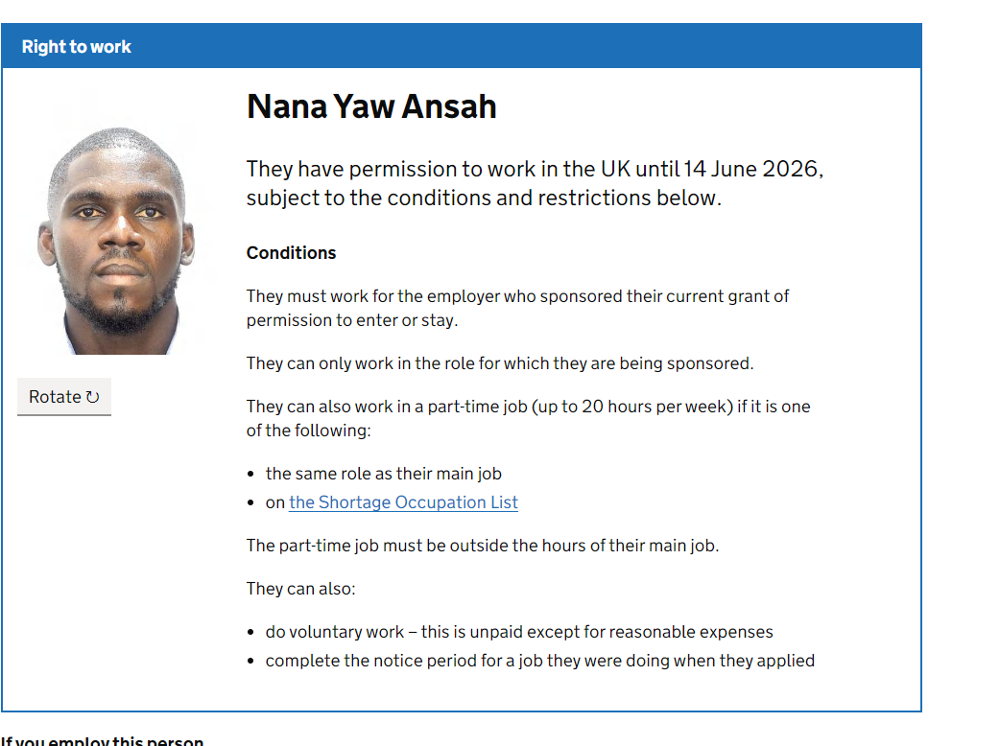 Right to work
Nana Yaw Ansah
They have permission to work in the UK until 14 June 2026,
subject to the conditions and restrictions below.
Conditions
They must work for the employer who sponsored their current grant of
permission to enter or stay.
They can only work in the role for which they are being sponsored.
They can also work in a part-time job (up to 20 hours per week) if it is one
of the following:
• the same role as their main job
• on the Shortage Occupation List
The part-time job must be outside the hours of their main job.
They can also:
• do voluntary work – this is unpaid except for reasonable expenses
• complete the notice period for a job they were doing when they applied
Rotate ↻
If you employ this person